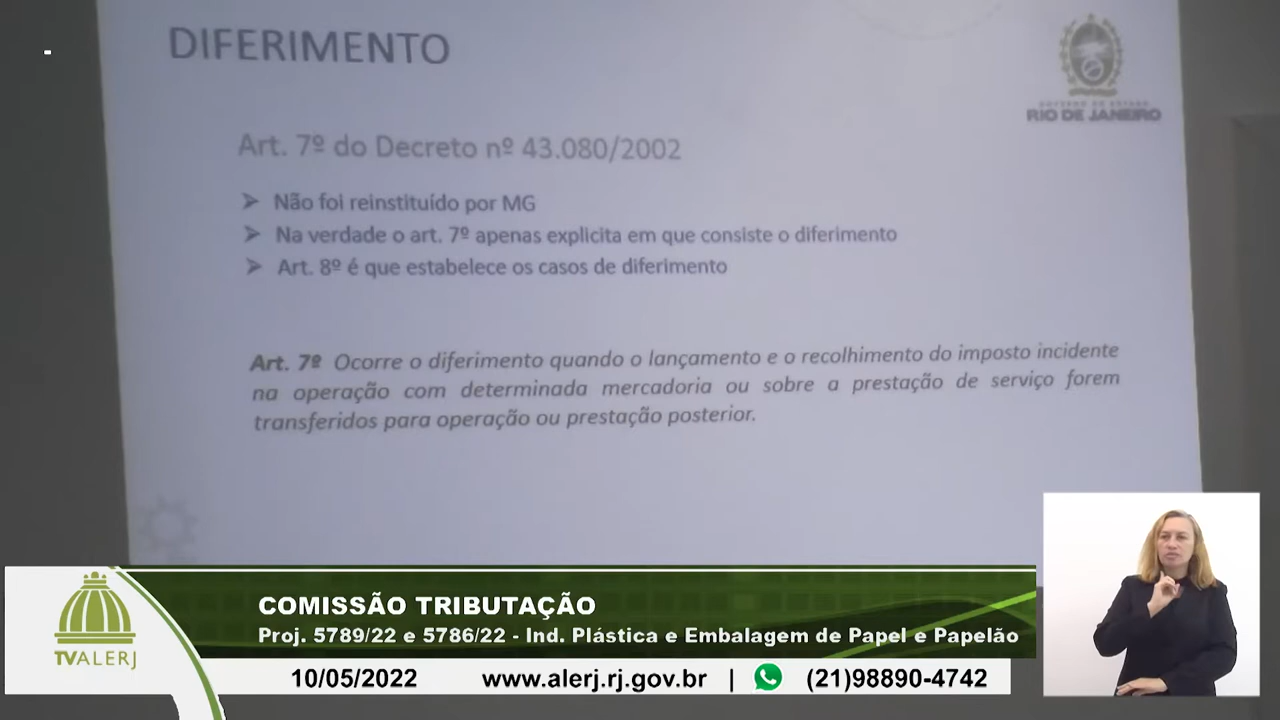 DIFERIMENTO
GOVERNO DO ESTADO
RIO DE JANEIRO
Art. 7º do Decreto nº 43.080/2002
➤ Não foi reinstituído por MG
➤ Na verdade o art. 7º apenas explicita em que consiste o diferimento
➤ Art. 8º é que estabelece os casos de diferimento
Art. 7º Ocorre o diferimento quando o lançamento e o recolhimento do imposto incidente
na operação com determinada mercadoria ou sobre a prestação de serviço forem
transferidos para operação ou prestação posterior.
COMISSÃO TRIBUTAÇÃO
Proj. 5789/22 e 5786/22 - Ind. Plástica e Embalagem de Papel e Papelão
TVALERJ
10/05/2022 www.alerj.rj.gov.br | (21)98890-4742